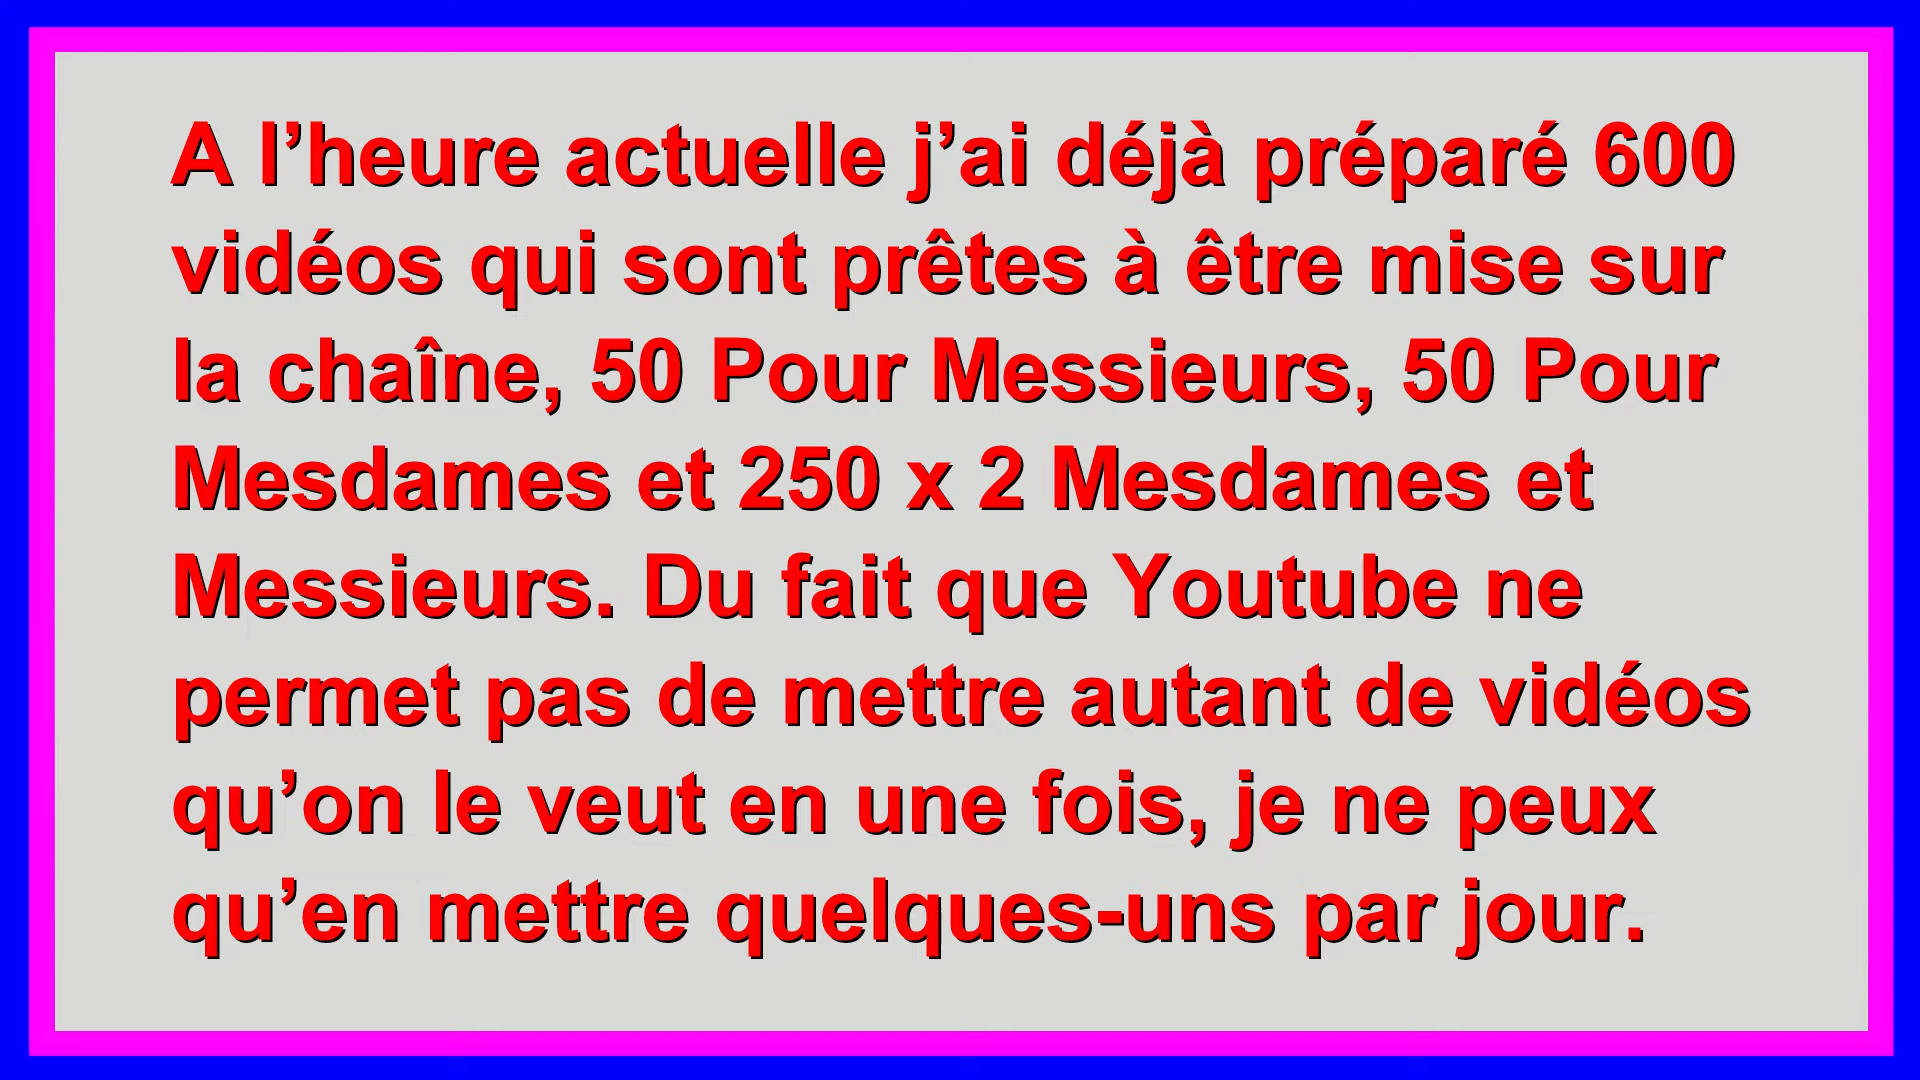 A l’heure actuelle j’ai déjà préparé 600
vidéos qui sont prêtes à être mise sur
la chaîne, 50 Pour Messieurs, 50 Pour
Mesdames et 250 x 2 Mesdames et
Messieurs. Du fait que Youtube ne
permet pas de mettre autant de vidéos
qu’on le veut en une fois, je ne peux
qu’en mettre quelques-uns par jour.